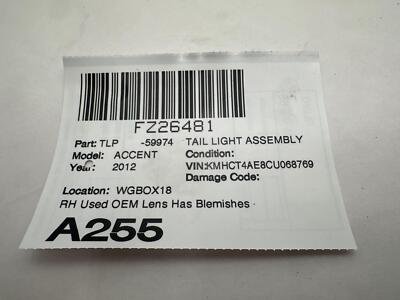 FZ26481
Part: TLP -59974 TAIL LIGHT ASSEMBLY
Model: ACCENT Condition:
Year: 2012 VIN:KMHCT4AE8CU068769
Damage Code:
Location: WGBOX18
RH Used OEM Lens Has Blemishes
A255